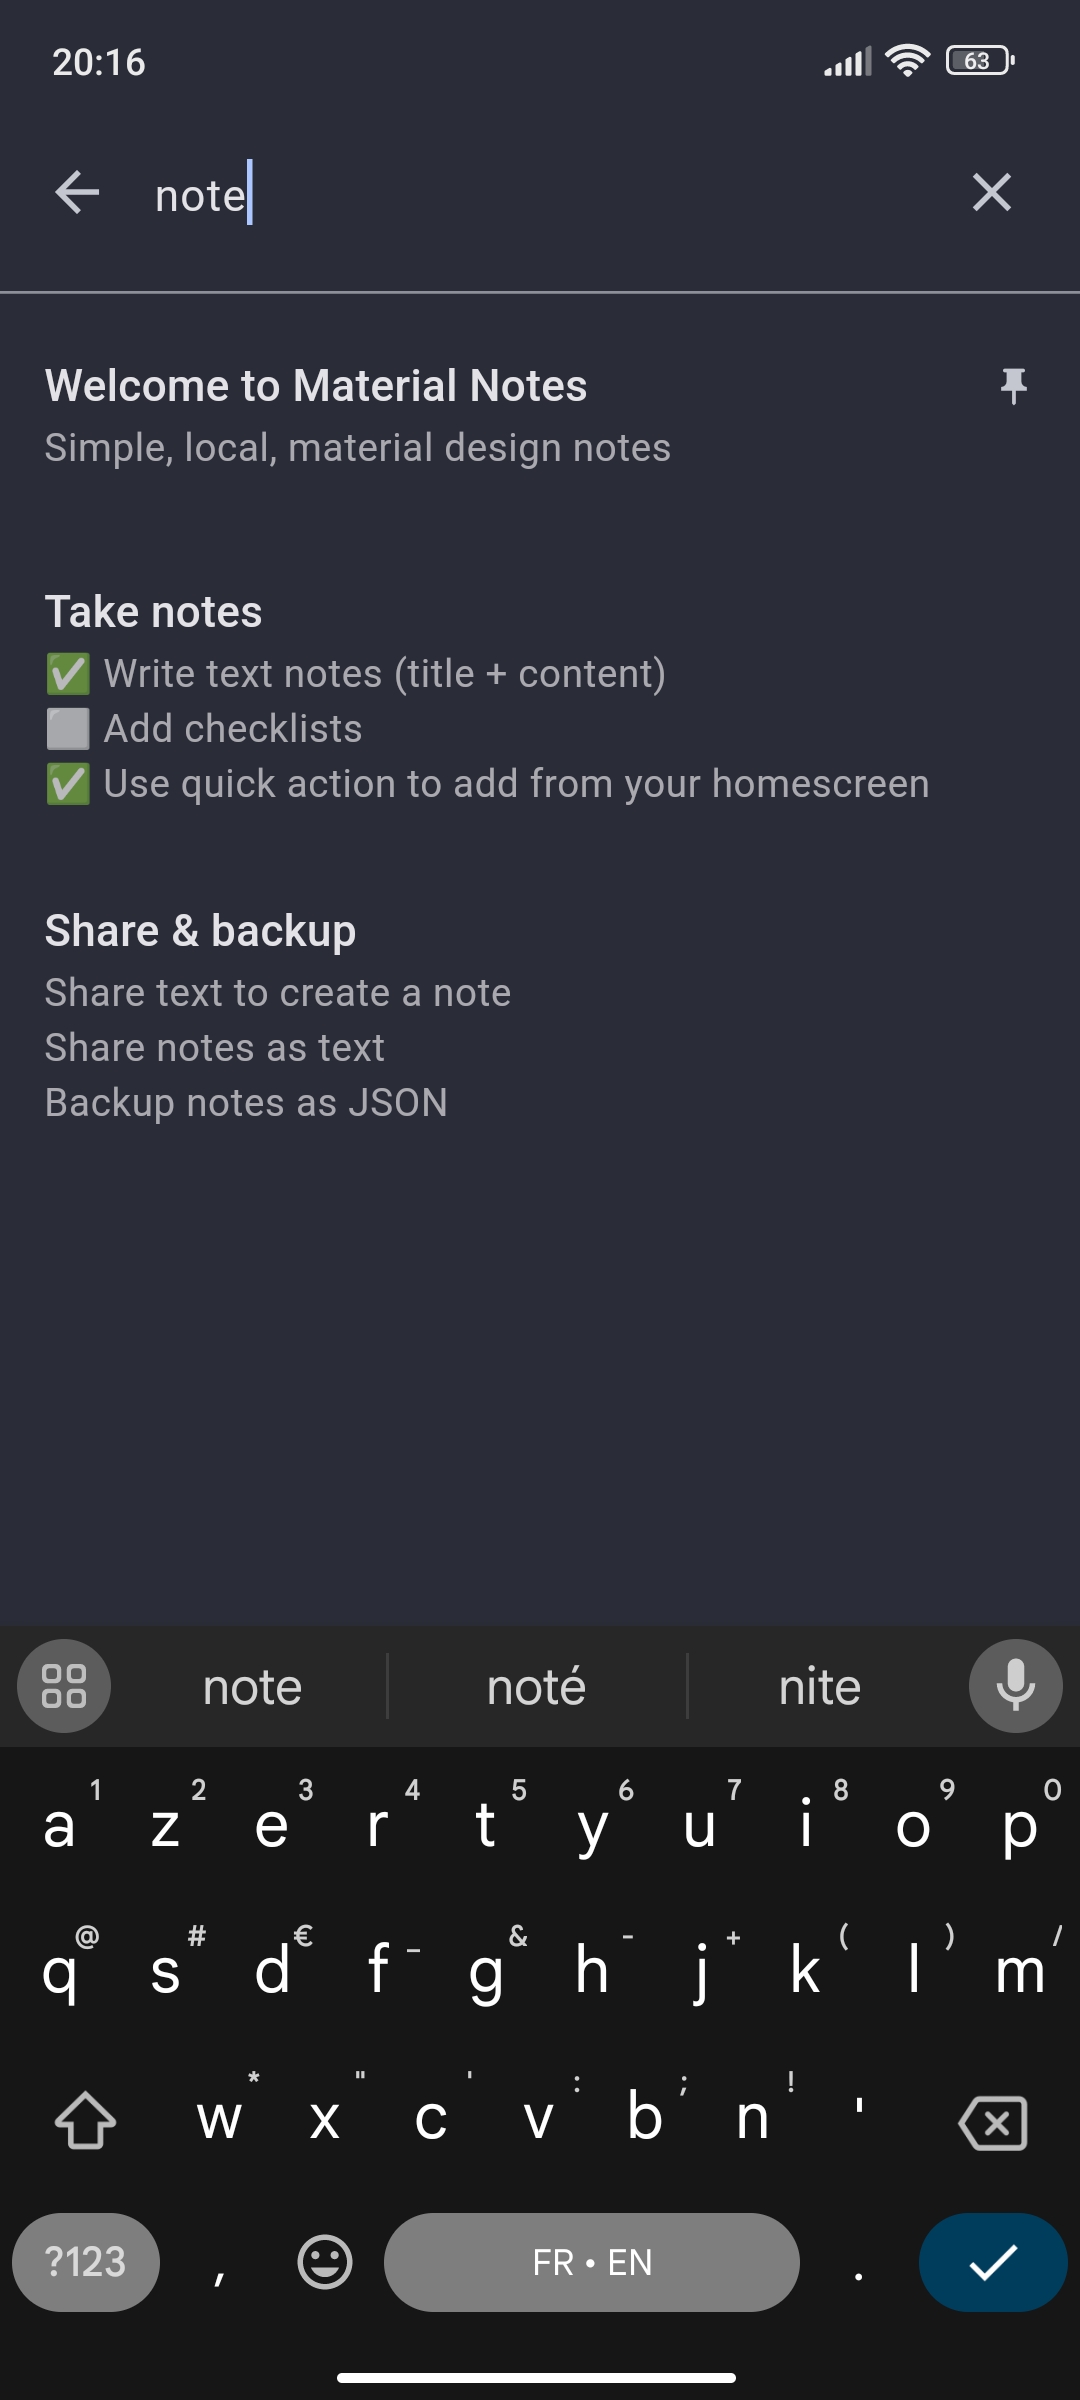 20:16
63
note
Welcome to Material Notes
Simple, local, material design notes
Take notes
✅ Write text notes (title + content)
⬜ Add checklists
✅ Use quick action to add from your homescreen
Share & backup
Share text to create a note
Share notes as text
Backup notes as JSON
note noté nite
1 2 3 4 5 6 7 8 9 0
a z e r t y u i o p
@ # € _ & - + ( ) /
q s d f g h j k l m
* " ' : ; !
w x c v b n '
?123 , FR • EN .